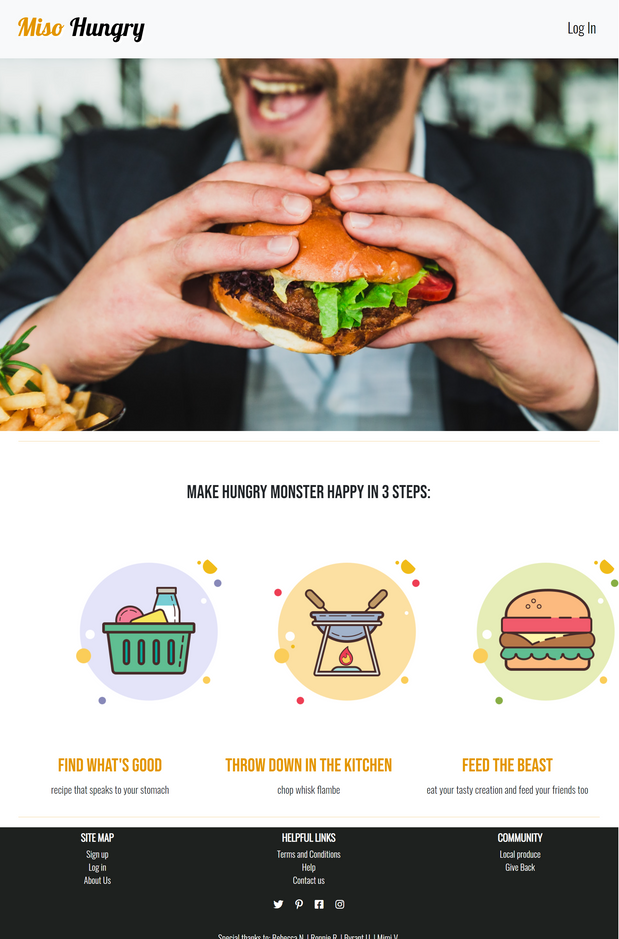 Miso Hungry
Log In
MAKE HUNGRY MONSTER HAPPY IN 3 STEPS:
FIND WHAT'S GOOD
THROW DOWN IN THE KITCHEN
FEED THE BEAST
recipe that speaks to your stomach
chop whisk flambe
eat your tasty creation and feed your friends too
SITE MAP
HELPFUL LINKS
COMMUNITY
Sign up
Terms and Conditions
Local produce
Log in
Help
Give Back
About Us
Contact us
Special thanks to: Rebecca N. | Ronnie R. | Byrant U. | Mimi V.